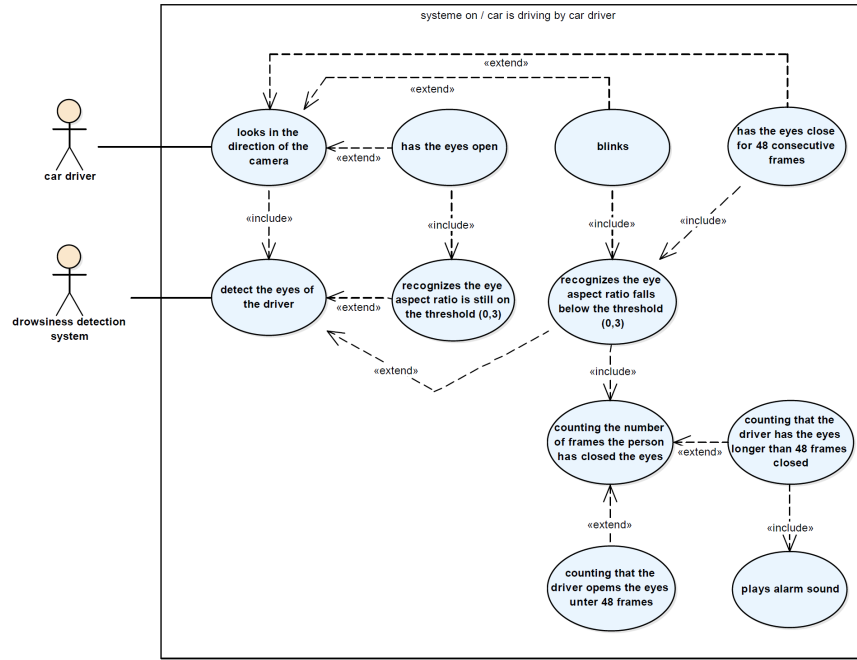 systeme on / car is driving by car driver
«extend»
«extend»
looks in the
direction of the
camera
«extend»
has the eyes open
blinks
has the eyes close
for 48 consecutive
frames
car driver
«include»
«include»
«include»
«include»
detect the eyes of
the driver
«extend»
recognizes the eye
aspect ratio is still on
the threshold (0,3)
recognizes the eye
aspect ratio falls
below the threshold
(0,3)
drowsiness detection
system
«extend»
«include»
counting the number
of frames the person
has closed the eyes
«extend»
counting that the
driver has the eyes
longer than 48 frames
closed
«extend»
«include»
counting that the
driver opems the eyes
unter 48 frames
plays alarm sound